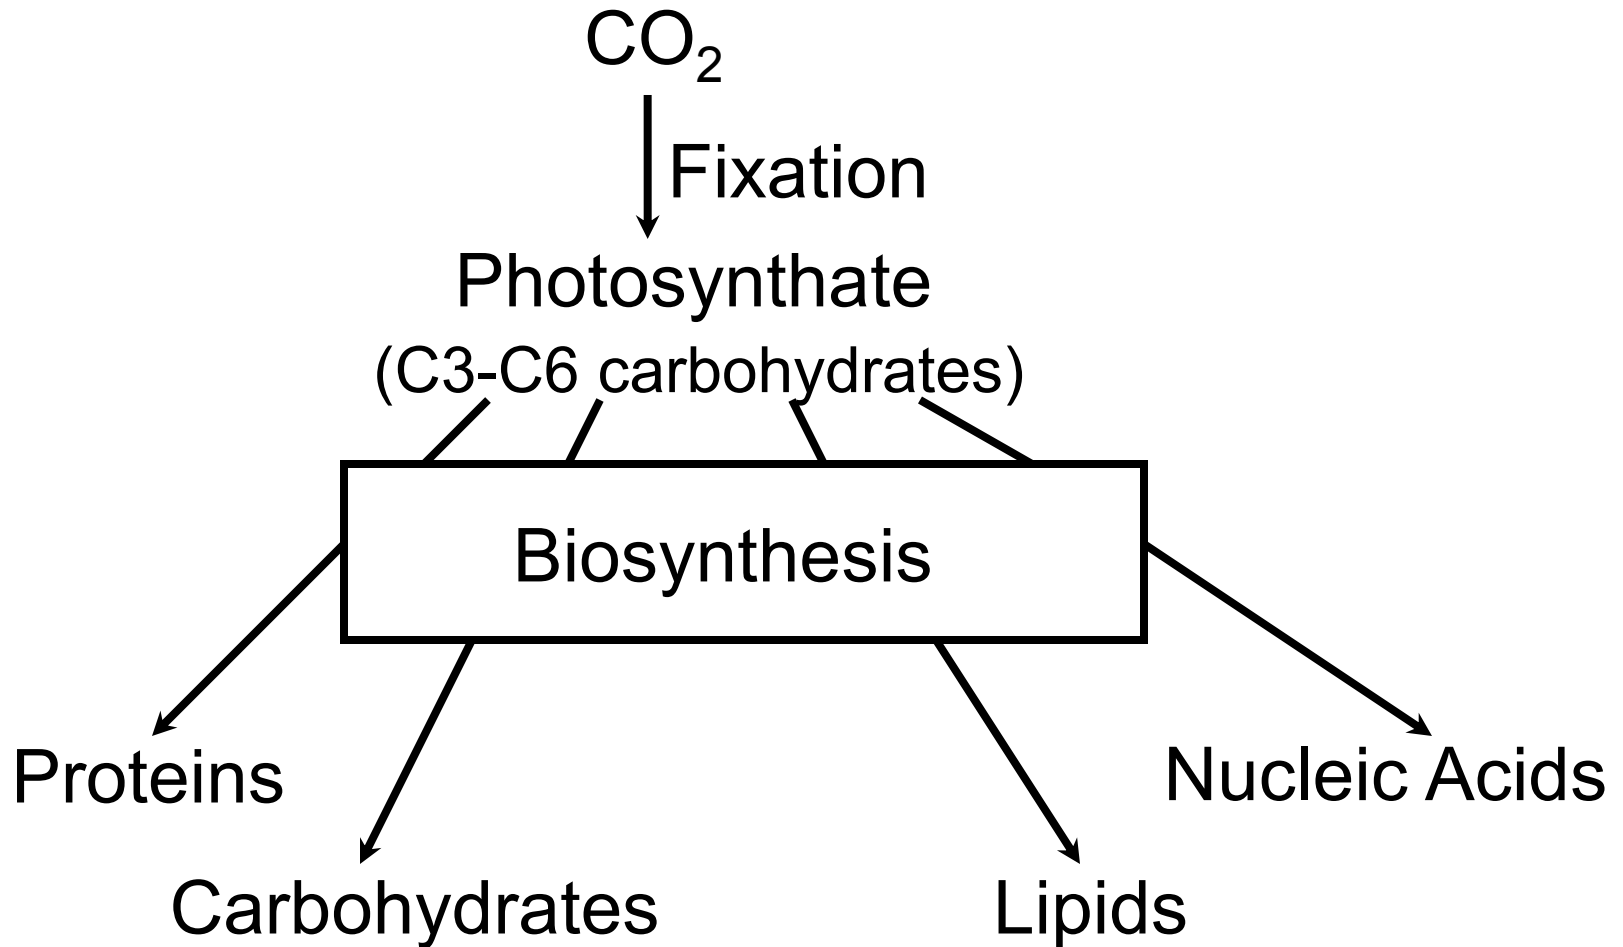 CO₂
Fixation
Photosynthate
(C3-C6 carbohydrates)
Biosynthesis
Proteins
Nucleic Acids
Carbohydrates
Lipids